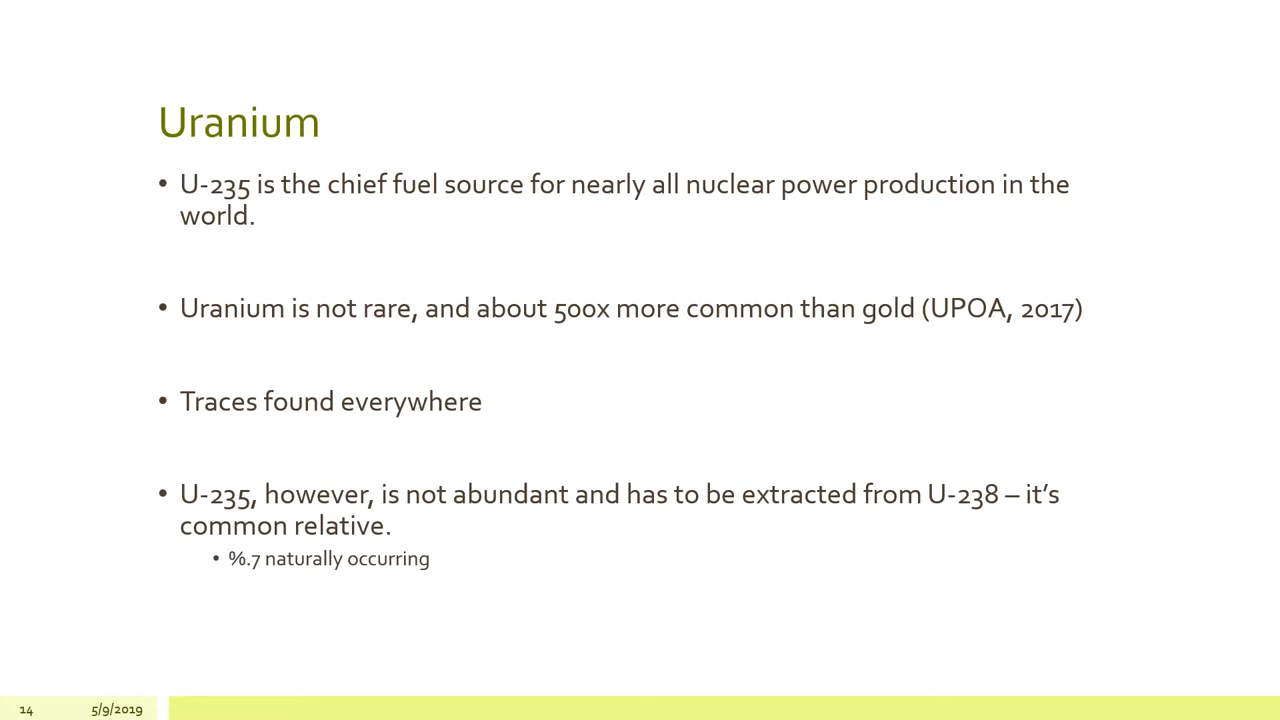 Uranium
• U-235 is the chief fuel source for nearly all nuclear power production in the
world.
• Uranium is not rare, and about 500x more common than gold (UPOA, 2017)
• Traces found everywhere
• U-235, however, is not abundant and has to be extracted from U-238 – it’s
common relative.
• %.7 naturally occurring
14 5/9/2019